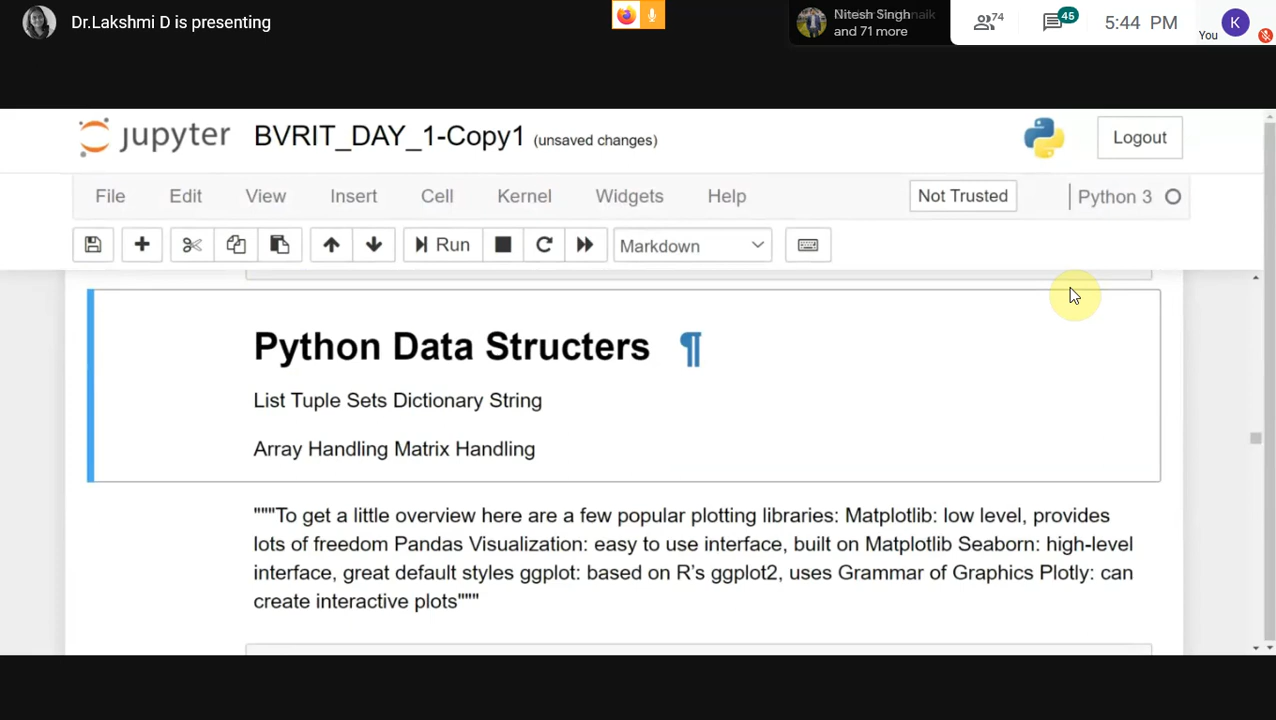 Dr.Lakshmi D is presenting
Nitesh Singh
and 71 more
74
45
5:44 PM
K
You
jupyter BVRIT_DAY_1-Copy1 (unsaved changes)
Logout
File Edit View Insert Cell Kernel Widgets Help
Not Trusted
Python 3
Run
Markdown
Python Data Structers ¶
List Tuple Sets Dictionary String
Array Handling Matrix Handling
"""To get a little overview here are a few popular plotting libraries: Matplotlib: low level, provides
lots of freedom Pandas Visualization: easy to use interface, built on Matplotlib Seaborn: high-level
interface, great default styles ggplot: based on R’s ggplot2, uses Grammar of Graphics Plotly: can
create interactive plots"""